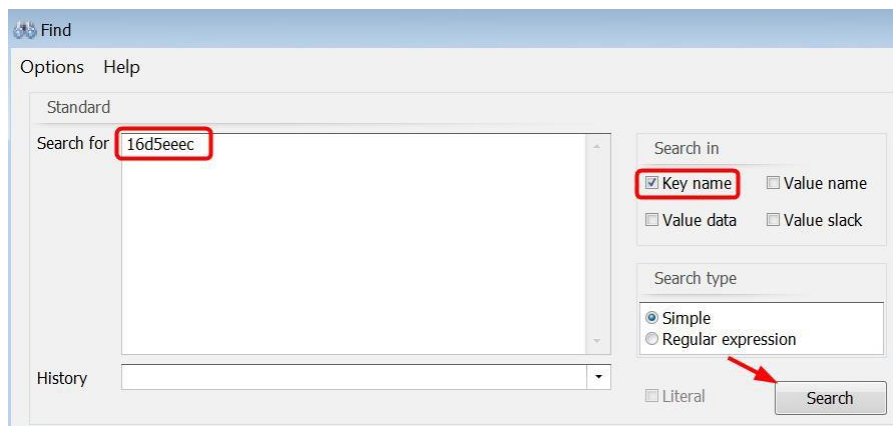 Find
Options Help
Standard
Search for 16d5eeec
Search in
Key name Value name
Value data Value slack
Search type
Simple
Regular expression
History
Literal Search